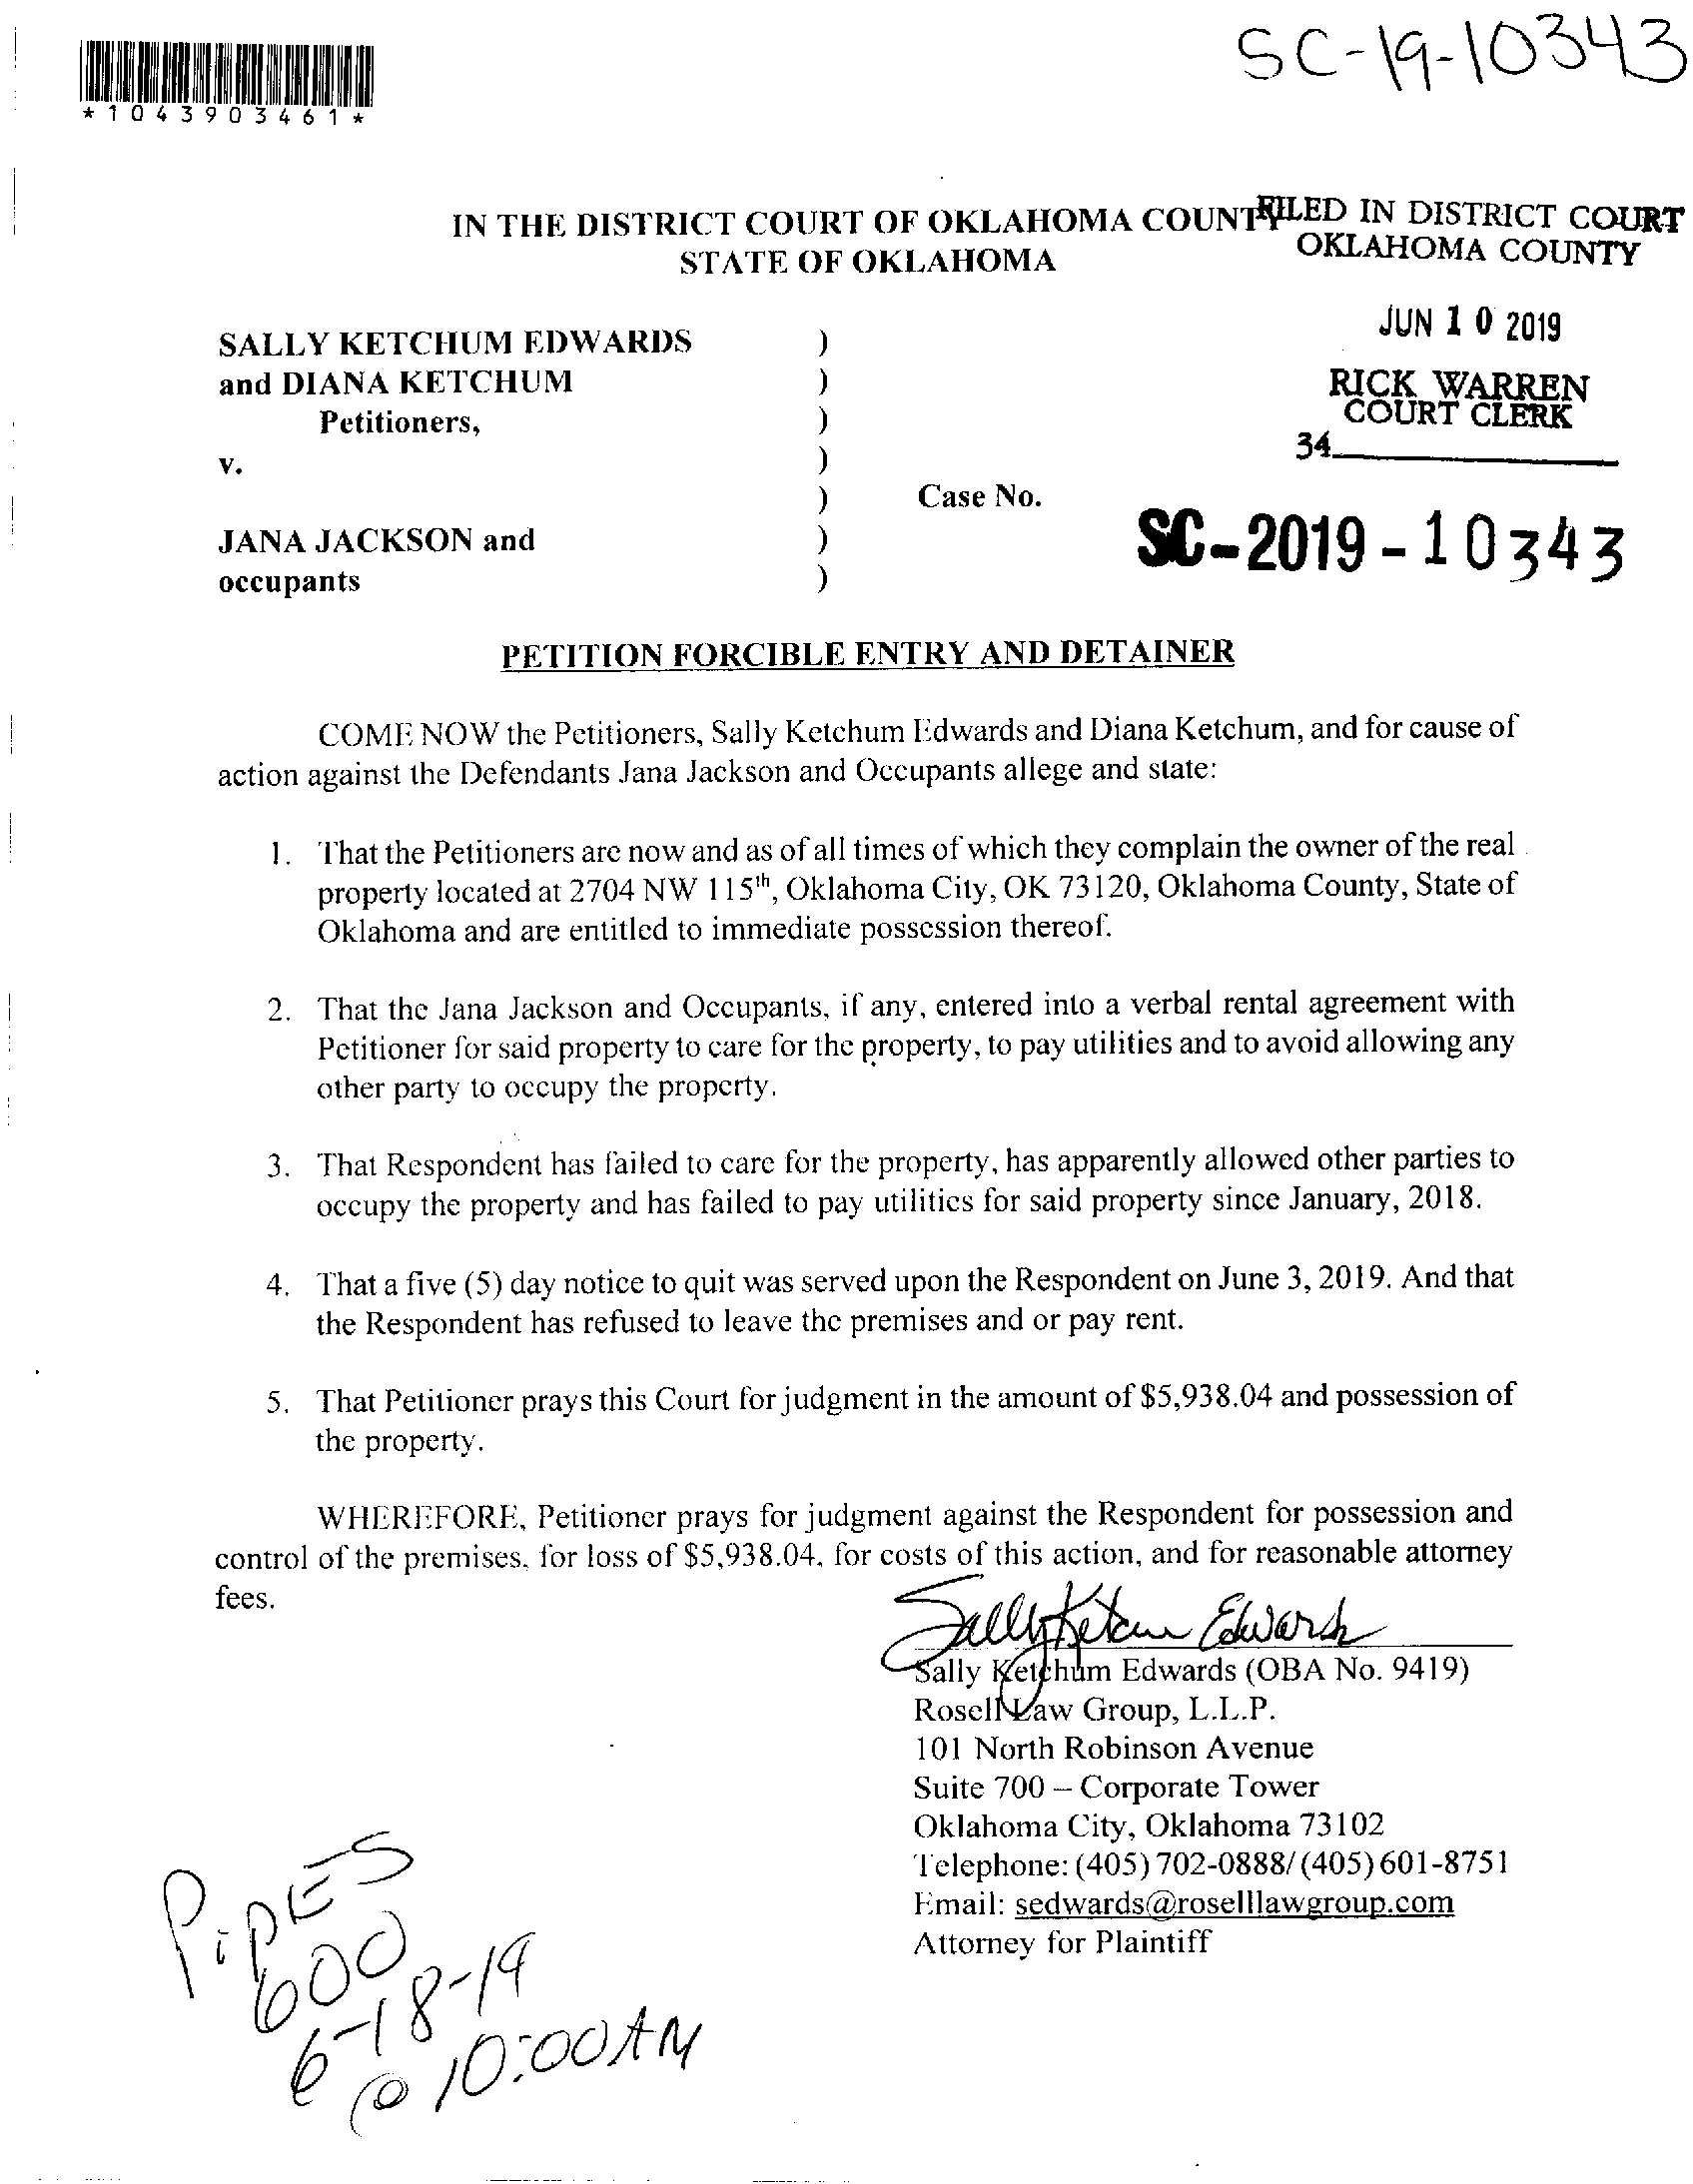 SC-19-10343
*1043903461*
IN THE DISTRICT COURT OF OKLAHOMA COUNTY
STATE OF OKLAHOMA
FILED IN DISTRICT COURT
OKLAHOMA COUNTY
JUN 10 2019
RICK WARREN
COURT CLERK
34
SALLY KETCHUM EDWARDS )
and DIANA KETCHUM )
Petitioners, )
v. )
) Case No.
SC-2019-10343
JANA JACKSON and )
occupants )
PETITION FORCIBLE ENTRY AND DETAINER
COME NOW the Petitioners, Sally Ketchum Edwards and Diana Ketchum, and for cause of
action against the Defendants Jana Jackson and Occupants allege and state:
1. That the Petitioners are now and as of all times of which they complain the owner of the real
property located at 2704 NW 115th, Oklahoma City, OK 73120, Oklahoma County, State of
Oklahoma and are entitled to immediate possession thereof.
2. That the Jana Jackson and Occupants, if any, entered into a verbal rental agreement with
Petitioner for said property to care for the property, to pay utilities and to avoid allowing any
other party to occupy the property.
3. That Respondent has failed to care for the property, has apparently allowed other parties to
occupy the property and has failed to pay utilities for said property since January, 2018.
4. That a five (5) day notice to quit was served upon the Respondent on June 3, 2019. And that
the Respondent has refused to leave the premises and or pay rent.
5. That Petitioner prays this Court for judgment in the amount of $5,938.04 and possession of
the property.
WHEREFORE, Petitioner prays for judgment against the Respondent for possession and
control of the premises, for loss of $5,938.04, for costs of this action, and for reasonable attorney
fees.
Sally Ketchum Edwards
Sally Ketchum Edwards (OBA No. 9419)
Rosell Law Group, L.L.P.
101 North Robinson Avenue
Suite 700 – Corporate Tower
Oklahoma City, Oklahoma 73102
Telephone: (405) 702-0888/ (405) 601-8751
Email: sedwards@roselllawgroup.com
Attorney for Plaintiff
PiPES
600
6-18-19
@ 10:00AM